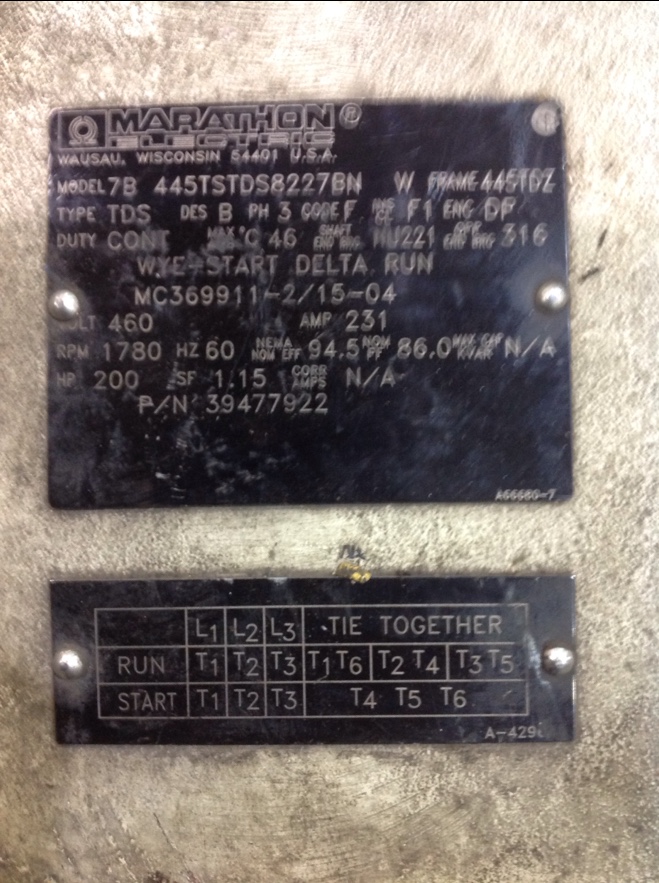 MARATHON®
ELECTRIC
WAUSAU, WISCONSIN 54401 U.S.A.
MODEL 7B 445TSTDS8227BN W FRAME 445TDZ
TYPE TDS DES B PH 3 CODE F INS CL F1 ENC DP
DUTY CONT MAX °C 46 SHAFT END BRG NU221 OPP END BRG 316
WYE-START DELTA RUN
MC369911-2/15-04
VOLT 460 AMP 231
RPM 1780 HZ 60 NEMA NOM EFF 94.5 NOM PF 86.0 MAX CAP KVAR N/A
HP 200 SF 1.15 CORR AMPS N/A
P/N 39477922
A66680-7
L1 L2 L3 TIE TOGETHER
RUN T1 T2 T3 T1 T6 T2 T4 T3 T5
START T1 T2 T3 T4 T5 T6